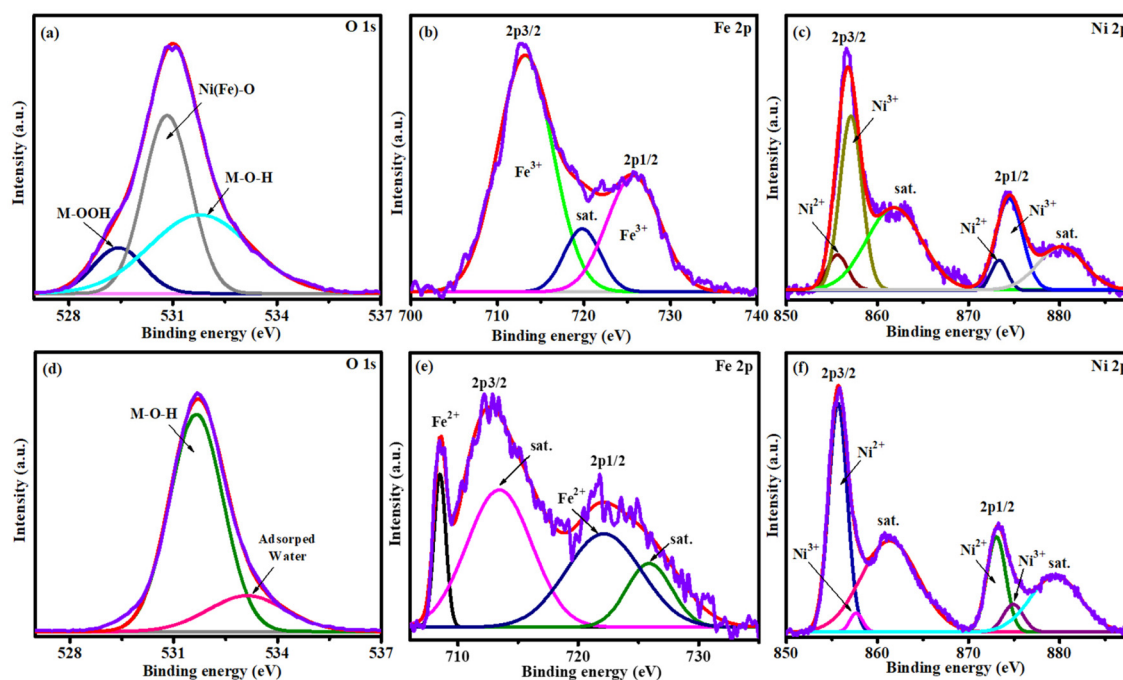 (a)
O 1s
Ni(Fe)-O
M-O-H
M-OOH
Intensity (a.u.)
528
531
534
537
Binding energy (eV)
(b)
Fe 2p
2p3/2
Fe³⁺
2p1/2
sat.
Fe³⁺
Intensity (a.u.)
700
710
720
730
740
Binding energy (eV)
(c)
Ni 2p
2p3/2
Ni³⁺
Ni²⁺
sat.
2p1/2
Ni²⁺
Ni³⁺
sat.
Intensity (a.u.)
850
860
870
880
Binding energy (eV)
(d)
O 1s
M-O-H
Adsorped
Water
Intensity (a.u.)
528
531
534
537
Binding energy (eV)
(e)
Fe 2p
2p3/2
Fe²⁺
sat.
2p1/2
Fe²⁺
sat.
Intensity (a.u.)
710
720
730
Binding energy (eV)
(f)
Ni 2p
2p3/2
Ni²⁺
sat.
Ni³⁺
2p1/2
Ni²⁺
Ni³⁺
sat.
Intensity (a.u.)
850
860
870
880
Binding energy (eV)